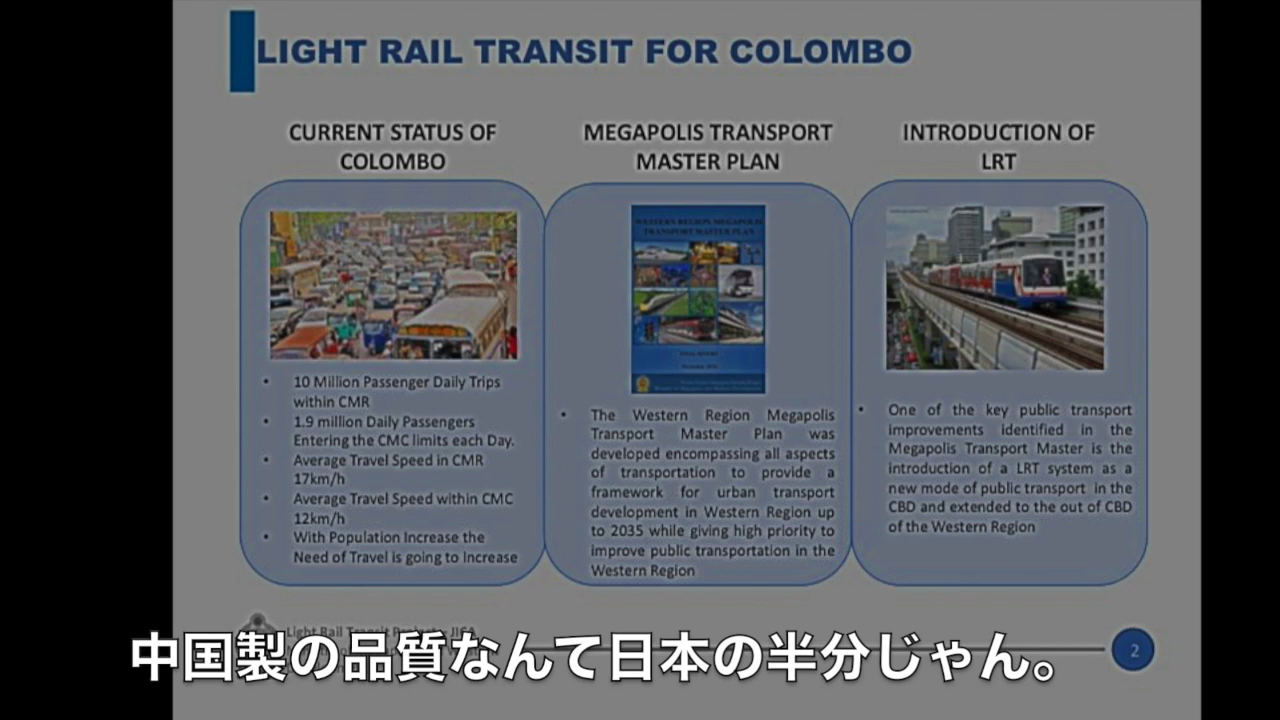 LIGHT RAIL TRANSIT FOR COLOMBO
CURRENT STATUS OF
COLOMBO
• 10 Million Passenger Daily Trips
within CMR
• 1.9 million Daily Passengers
Entering the CMC limits each Day.
• Average Travel Speed in CMR
17km/h
• Average Travel Speed within CMC
12km/h
• With Population Increase the
Need of Travel is going to Increase
MEGAPOLIS TRANSPORT
MASTER PLAN
WESTERN REGION MEGAPOLIS
TRANSPORT MASTER PLAN
• The Western Region Megapolis
Transport Master Plan was
developed encompassing all aspects
of transportation to provide a
framework for urban transport
development in Western Region up
to 2035 while giving high priority to
improve public transportation in the
Western Region
INTRODUCTION OF
LRT
• One of the key public transport
improvements identified in the
Megapolis Transport Master is the
introduction of a LRT system as a
new mode of public transport in the
CBD and extended to the out of CBD
of the Western Region
Light Rail Transit Project - JICA
2
中国製の品質なんて日本の半分じゃん。